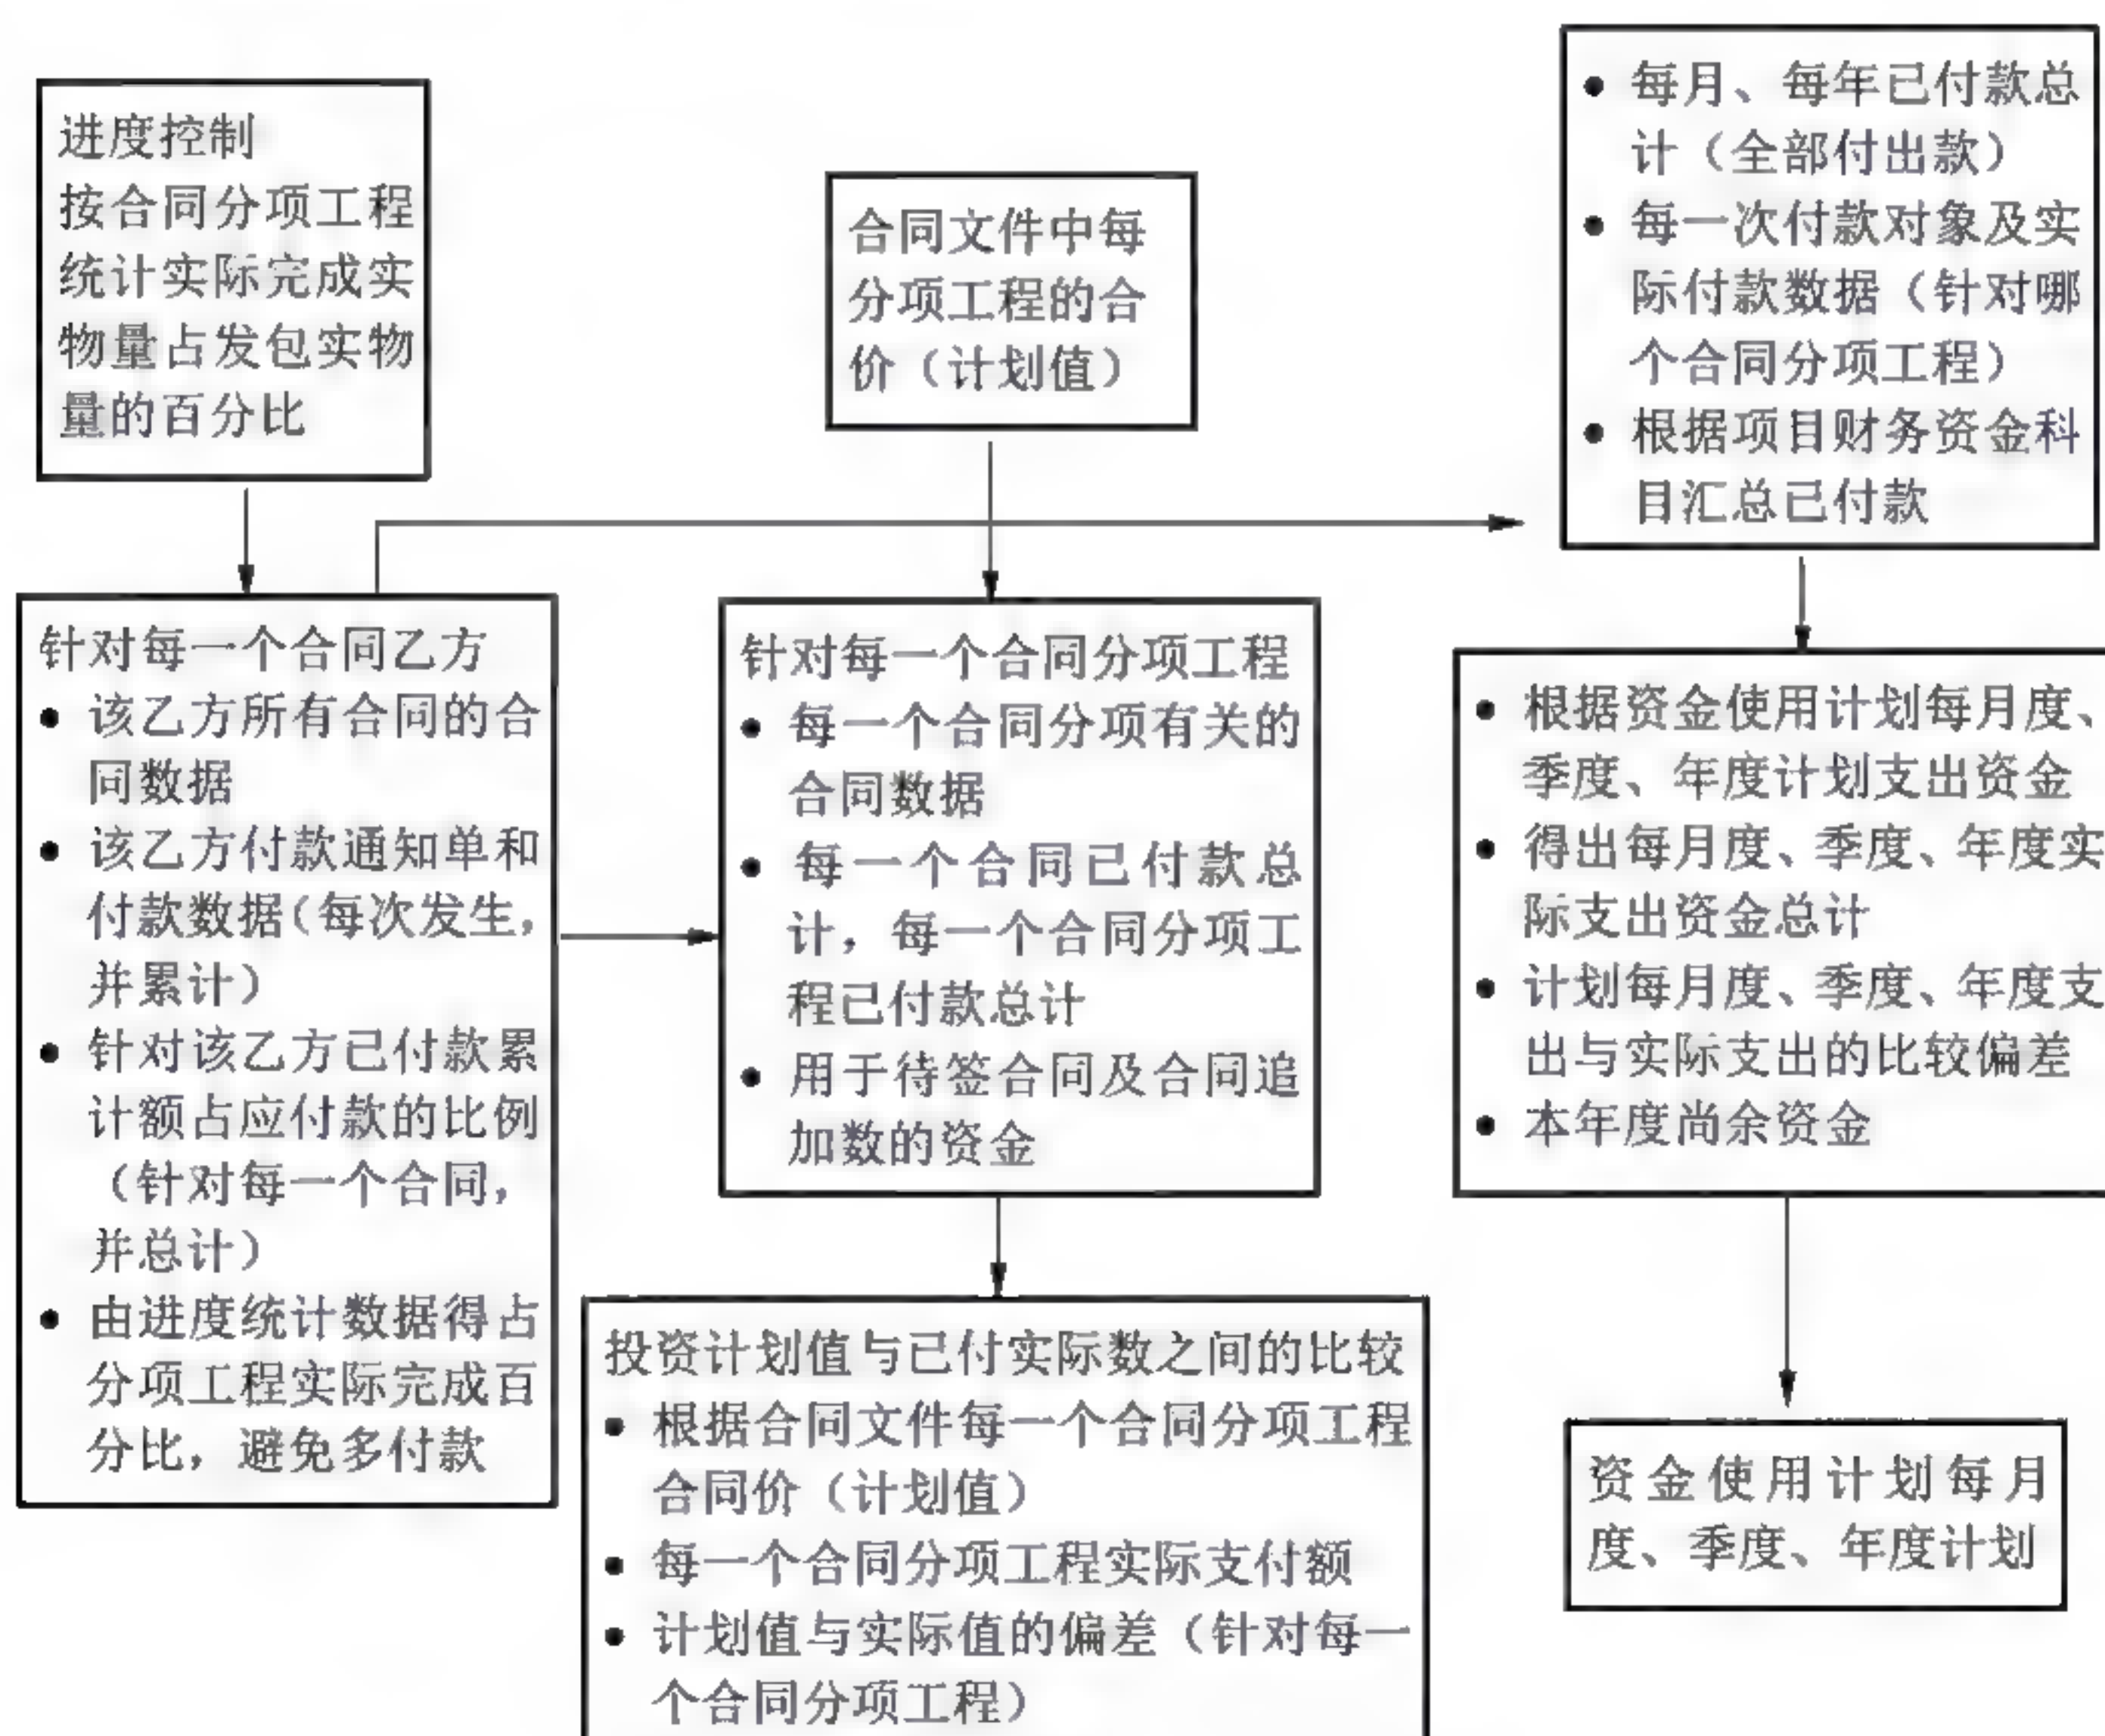 进度控制
按合同分项工程
统计实际完成实
物量占发包实物
量的百分比
合同文件中每
分项工程的合
价（计划值）
● 每月、每年已付款总
计（全部付出款）
● 每一次付款对象及实
际付款数据（针对哪
个合同分项工程）
● 根据项目财务资金科
目汇总已付款
针对每一个合同乙方
● 该乙方所有合同的合
同数据
● 该乙方付款通知单和
付款数据（每次发生，
并累计）
● 针对该乙方已付款累
计额占应付款的比例
（针对每一个合同，
并总计）
● 由进度统计数据得占
分项工程实际完成百
分比，避免多付款
针对每一个合同分项工程
● 每一个合同分项有关的
合同数据
● 每一个合同已付款总
计，每一个合同分项工
程已付款总计
● 用于待签合同及合同追
加数的资金
● 根据资金使用计划每月度、
季度、年度计划支出资金
● 得出每月度、季度、年度实
际支出资金总计
● 计划每月度、季度、年度支
出与实际支出的比较偏差
● 本年度尚余资金
投资计划值与已付实际数之间的比较
● 根据合同文件每一个合同分项工程
合同价（计划值）
● 每一个合同分项工程实际支付额
● 计划值与实际值的偏差（针对每一
个合同分项工程）
资金使用计划每月
度、季度、年度计划